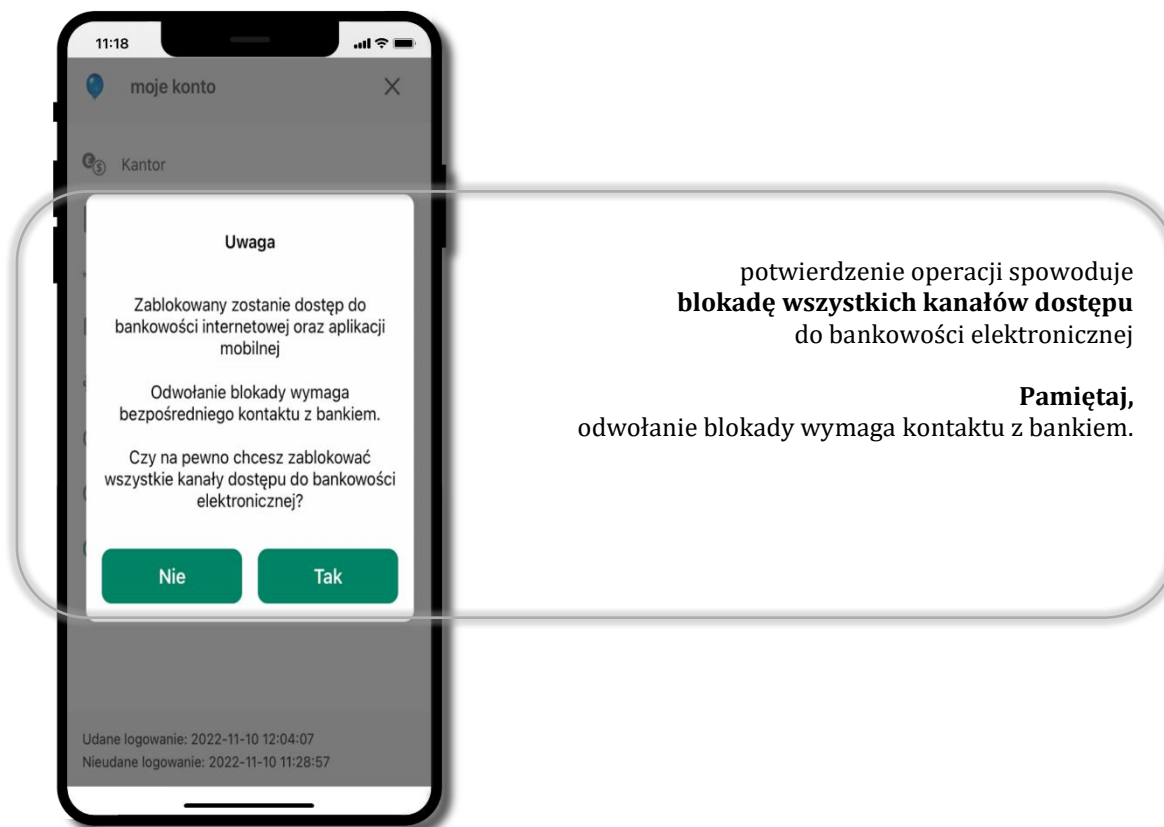 11:18
moje konto
Kantor
Uwaga
Zablokowany zostanie dostęp do
bankowości internetowej oraz aplikacji
mobilnej
Odwołanie blokady wymaga
bezpośredniego kontaktu z bankiem.
Czy na pewno chcesz zablokować
wszystkie kanały dostępu do bankowości
elektronicznej?
Nie
Tak
Udane logowanie: 2022-11-10 12:04:07
Nieudane logowanie: 2022-11-10 11:28:57
potwierdzenie operacji spowoduje
blokadę wszystkich kanałów dostępu
do bankowości elektronicznej
Pamiętaj,
odwołanie blokady wymaga kontaktu z bankiem.